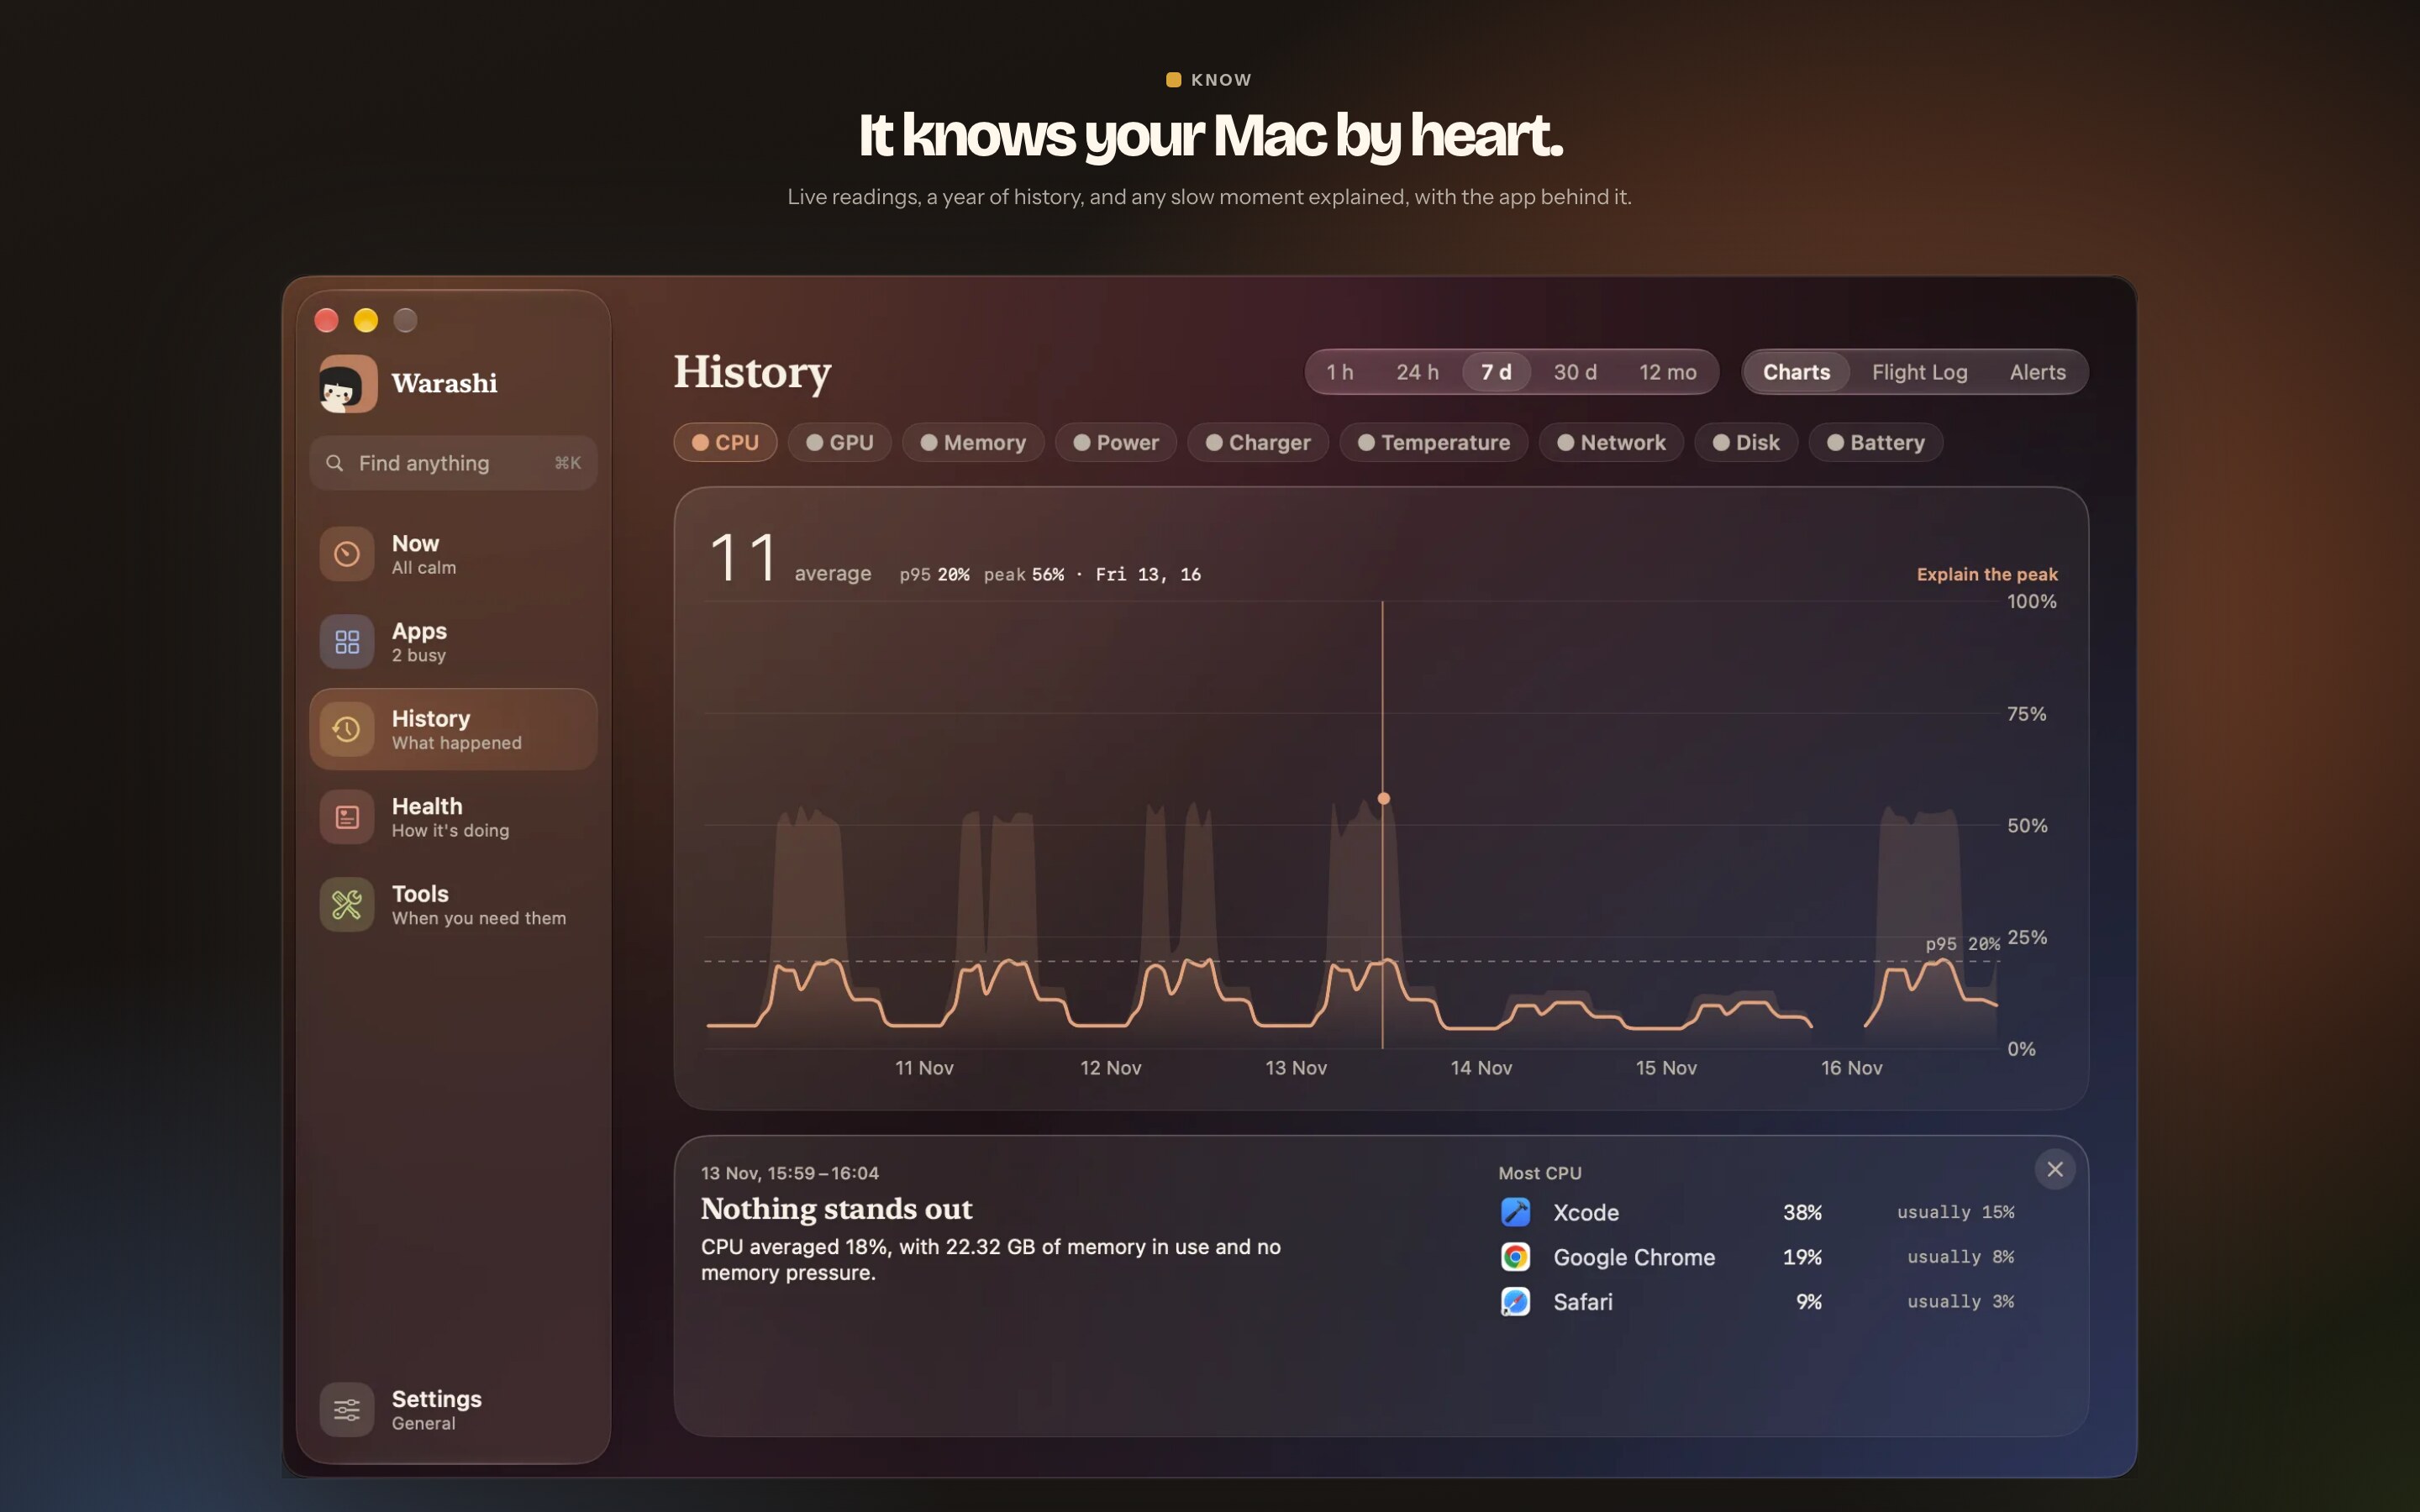 KNOW
It knows your Mac by heart.
Live readings, a year of history, and any slow moment explained, with the app behind it.
Warashi
Find anything ⌘K
Now
All calm
Apps
2 busy
History
What happened
Health
How it's doing
Tools
When you need them
Settings
General
History
1 h 24 h 7 d 30 d 12 mo
Charts Flight Log Alerts
CPU GPU Memory Power Charger Temperature Network Disk Battery
11 average p95 20% peak 56% · Fri 13, 16
Explain the peak
100%
75%
50%
25%
p95 20%
0%
11 Nov 12 Nov 13 Nov 14 Nov 15 Nov 16 Nov
13 Nov, 15:59–16:04
Nothing stands out
CPU averaged 18%, with 22.32 GB of memory in use and no
memory pressure.
Most CPU
Xcode 38% usually 15%
Google Chrome 19% usually 8%
Safari 9% usually 3%